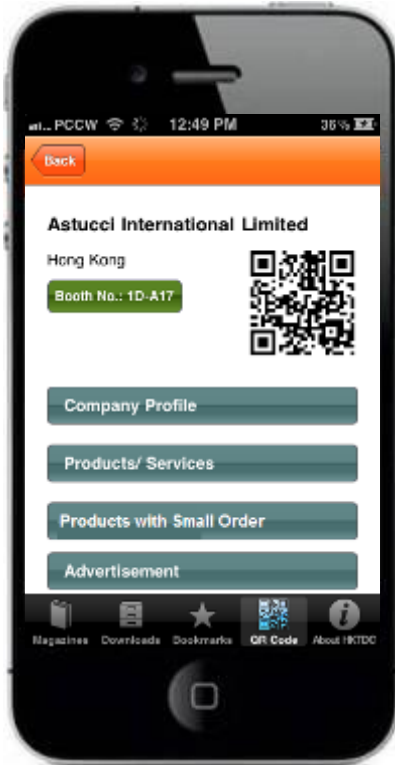 PCCW 12:49 PM 36%
Back
Astucci International Limited
Hong Kong
Booth No.: 1D-A17
Company Profile
Products/ Services
Products with Small Order
Advertisement
Magazines Downloads Bookmarks QR Code About HKTDC